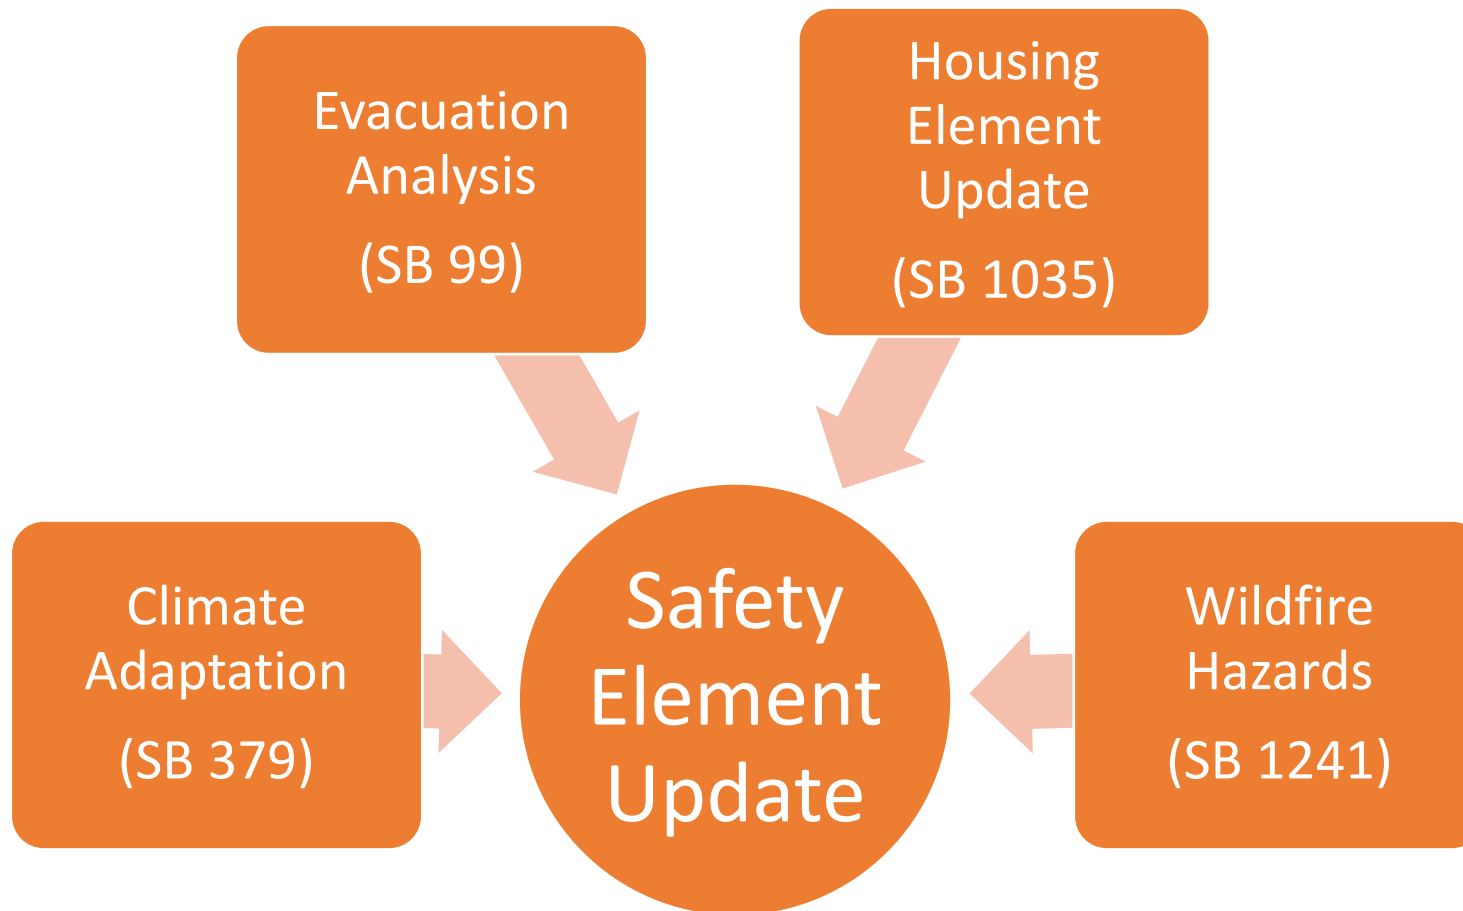 Evacuation
Analysis
(SB 99)
Housing
Element
Update
(SB 1035)
Climate
Adaptation
(SB 379)
Safety
Element
Update
Wildfire
Hazards
(SB 1241)